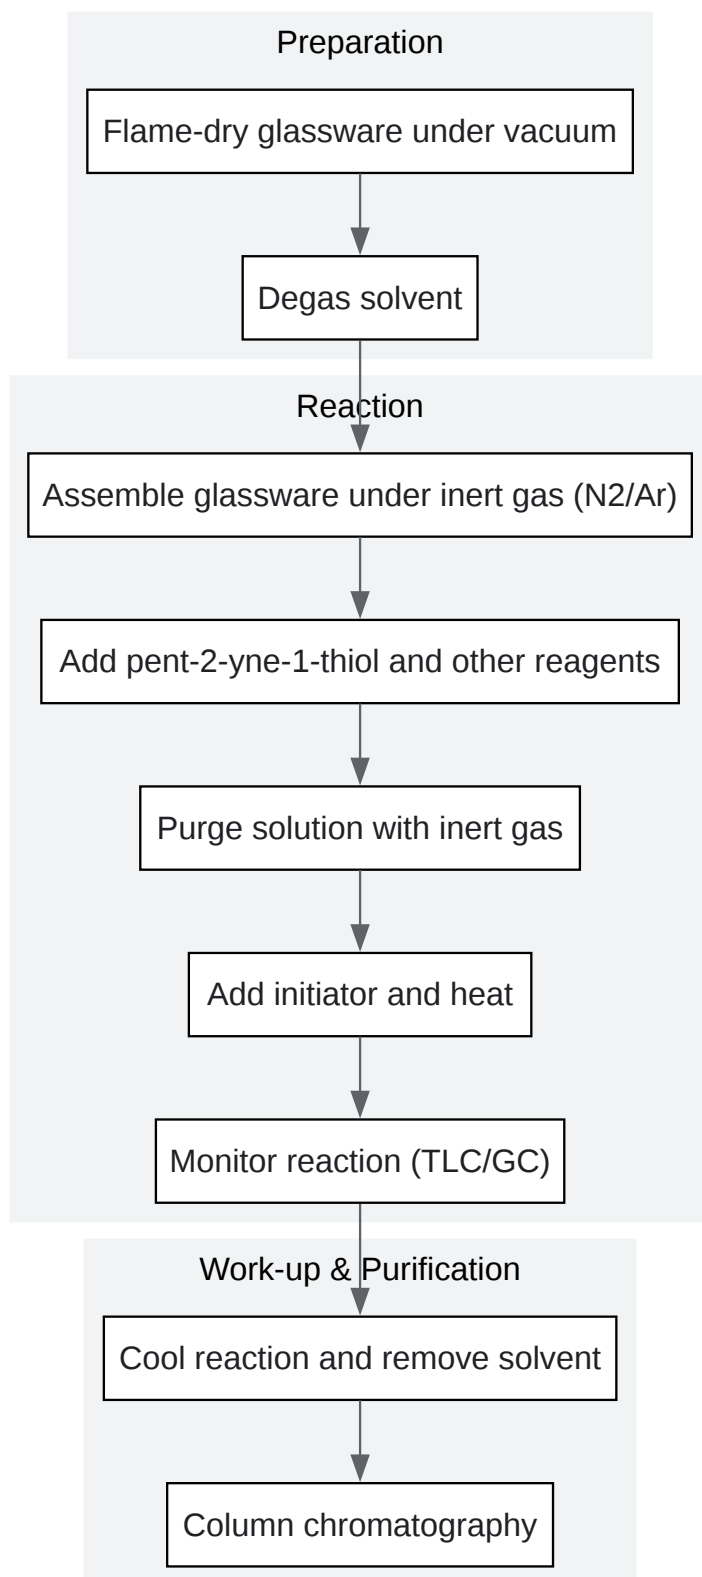 Preparation
Flame-dry glassware under vacuum
Degas solvent
Reaction
Assemble glassware under inert gas (N2/Ar)
Add pent-2-yne-1-thiol and other reagents
Purge solution with inert gas
Add initiator and heat
Monitor reaction (TLC/GC)
Work-up & Purification
Cool reaction and remove solvent
Column chromatography